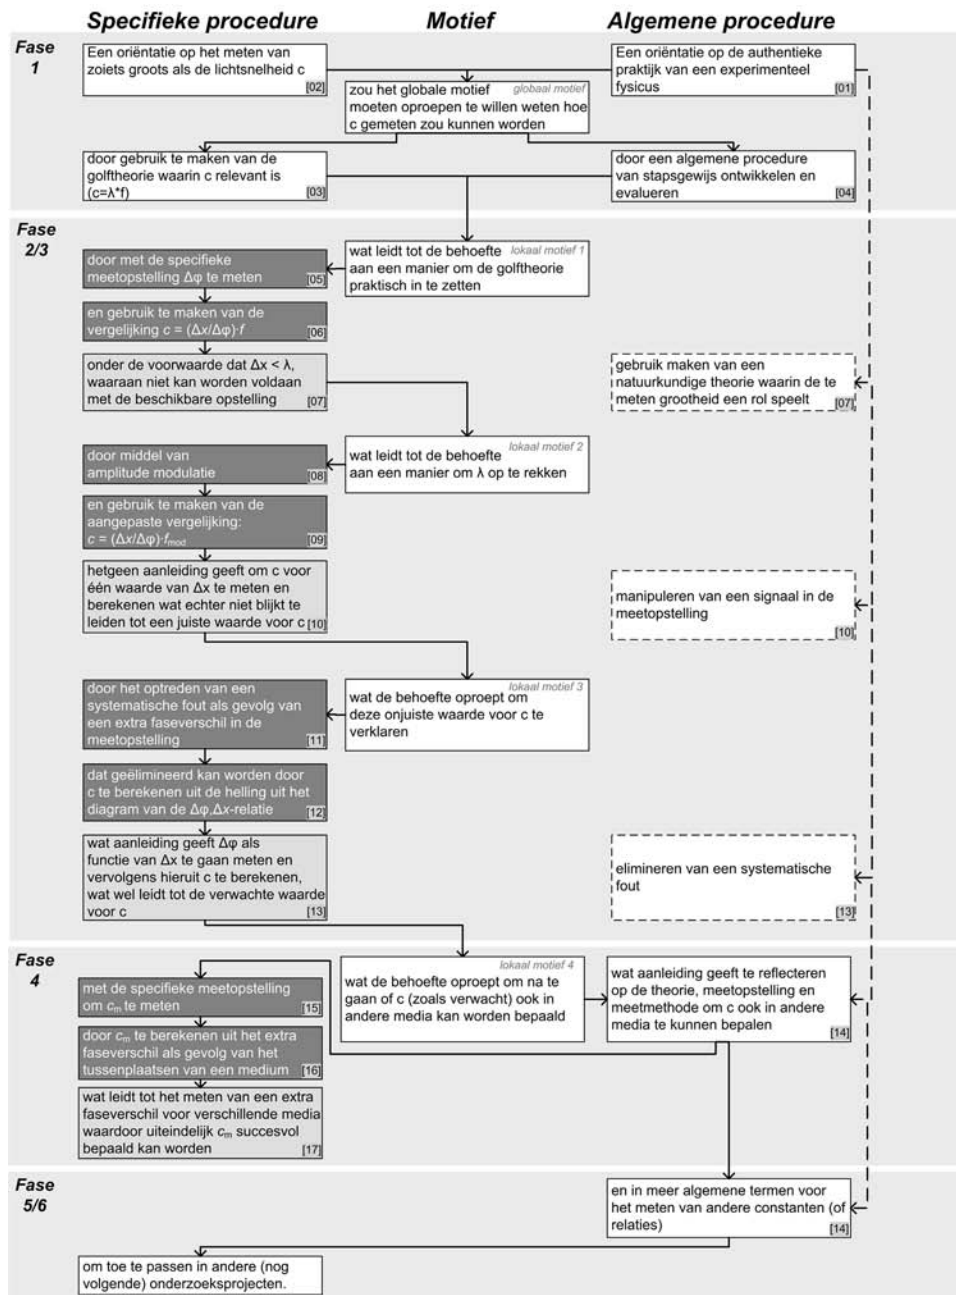 Specifieke procedure
Motief
Algemene procedure
Fase
1
Een oriëntatie op het meten van
zoiets groots als de lichtsnelheid c
[02]
Een oriëntatie op de authentieke
praktijk van een experimenteel
fysicus
[01]
globaal motief
zou het globale motief
moeten oproepen te willen weten hoe
c gemeten zou kunnen worden
door gebruik te maken van de
golftheorie waarin c relevant is
(c=λ*f)
[03]
door een algemene procedure
van stapsgewijs ontwikkelen en
evalueren
[04]
Fase
2/3
lokaal motief 1
wat leidt tot de behoefte
aan een manier om de golftheorie
praktisch in te zetten
door met de specifieke
meetopstelling Δφ te meten
[05]
en gebruik te maken van de
vergelijking c = (Δx/Δφ)·f
[06]
onder de voorwaarde dat Δx < λ,
waaraan niet kan worden voldaan
met de beschikbare opstelling
[07]
gebruik maken van een
natuurkundige theorie waarin de te
meten grootheid een rol speelt
[07]
lokaal motief 2
wat leidt tot de behoefte
aan een manier om λ op te rekken
door middel van
amplitude modulatie
[08]
en gebruik te maken van de
aangepaste vergelijking:
c = (Δx/Δφ)·fmod
[09]
hetgeen aanleiding geeft om c voor
één waarde van Δx te meten en
berekenen wat echter niet blijkt te
leiden tot een juiste waarde voor c
[10]
manipuleren van een signaal in de
meetopstelling
[10]
lokaal motief 3
wat de behoefte oproept om
deze onjuiste waarde voor c te
verklaren
door het optreden van een
systematische fout als gevolg van
een extra faseverschil in de
meetopstelling
[11]
dat geëlimineerd kan worden door
c te berekenen uit de helling uit het
diagram van de Δφ,Δx-relatie
[12]
wat aanleiding geeft Δφ als
functie van Δx te gaan meten en
vervolgens hieruit c te berekenen,
wat wel leidt tot de verwachte waarde
voor c
[13]
elimineren van een systematische
fout
[13]
Fase
4
lokaal motief 4
wat de behoefte oproept om na te
gaan of c (zoals verwacht) ook in
andere media kan worden bepaald
wat aanleiding geeft te reflecteren
op de theorie, meetopstelling en
meetmethode om c ook in andere
media te kunnen bepalen
[14]
met de specifieke meetopstelling
om cm te meten
[15]
door cm te berekenen uit het extra
faseverschil als gevolg van het
tussenplaatsen van een medium
[16]
wat leidt tot het meten van een extra
faseverschil voor verschillende media
waardoor uiteindelijk cm succesvol
bepaald kan worden
[17]
Fase
5/6
en in meer algemene termen voor
het meten van andere constanten (of
relaties)
[14]
om toe te passen in andere (nog
volgende) onderzoeksprojecten.